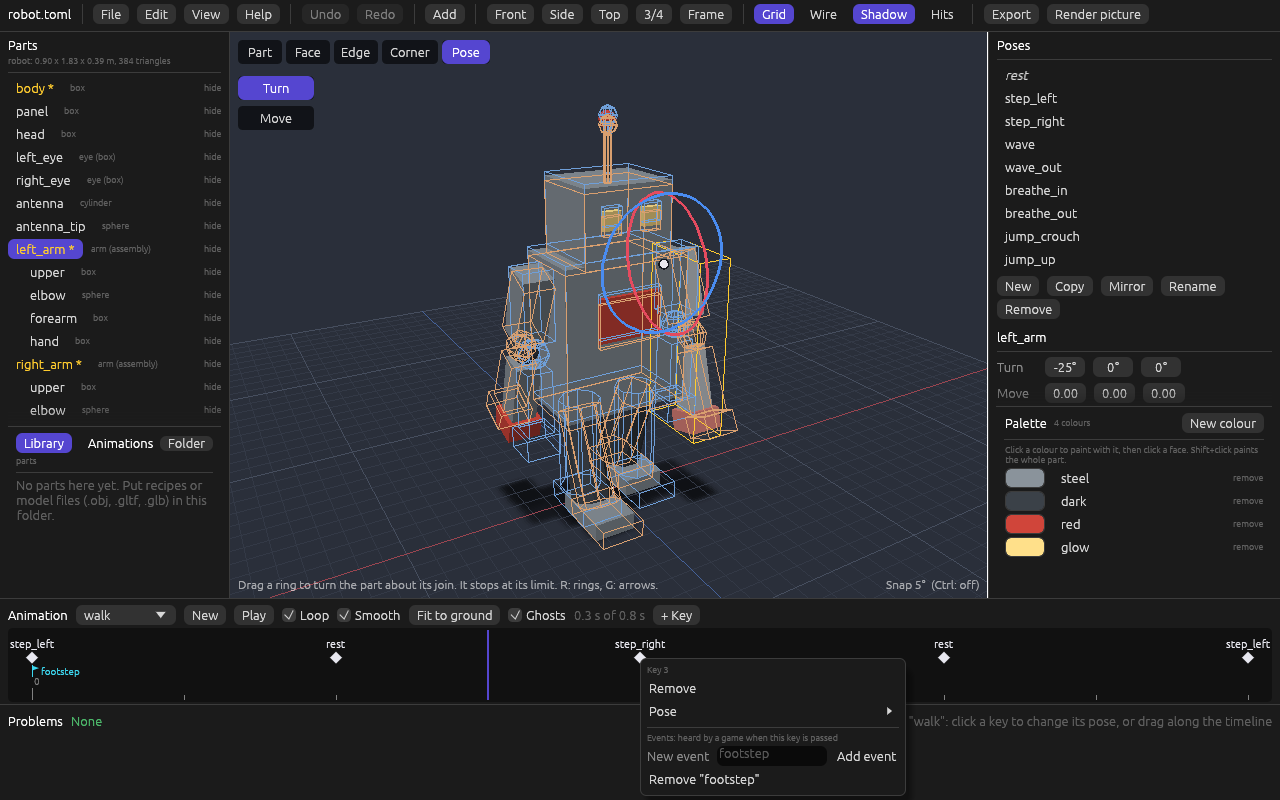 robot.toml File Edit View Help Undo Redo Add Front Side Top 3/4 Frame Grid Wire Shadow Hits Export Render picture
Parts
robot: 0.90 x 1.83 x 0.39 m, 384 triangles
body * box hide
panel box hide
head box hide
left_eye eye (box) hide
right_eye eye (box) hide
antenna cylinder hide
antenna_tip sphere hide
left_arm * arm (assembly) hide
upper box hide
elbow sphere hide
forearm box hide
hand box hide
right_arm * arm (assembly) hide
upper box hide
elbow sphere hide
Library Animations Folder
parts
No parts here yet. Put recipes or
model files (.obj, .gltf, .glb) in this
folder.
Part Face Edge Corner Pose
Turn
Move
Drag a ring to turn the part about its join. It stops at its limit. R: rings, G: arrows.
Snap 5° (Ctrl: off)
Poses
rest
step_left
step_right
wave
wave_out
breathe_in
breathe_out
jump_crouch
jump_up
New Copy Mirror Rename
Remove
left_arm
Turn -25° 0° 0°
Move 0.00 0.00 0.00
Palette 4 colours New colour
Click a colour to paint with it, then click a face. Shift+click paints
the whole part.
steel remove
dark remove
red remove
glow remove
Animation walk New Play Loop Smooth Fit to ground Ghosts 0.3 s of 0.8 s + Key
step_left rest step_right rest step_left
footstep
0
Key 3
Remove
Pose
Events: heard by a game when this key is passed
New event footstep Add event
Remove "footstep"
Problems None
"walk": click a key to change its pose, or drag along the timeline